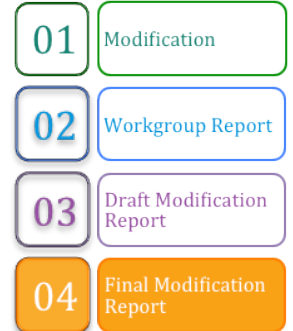 01 Modification
02 Workgroup Report
03 Draft Modification
Report
04 Final Modification
Report